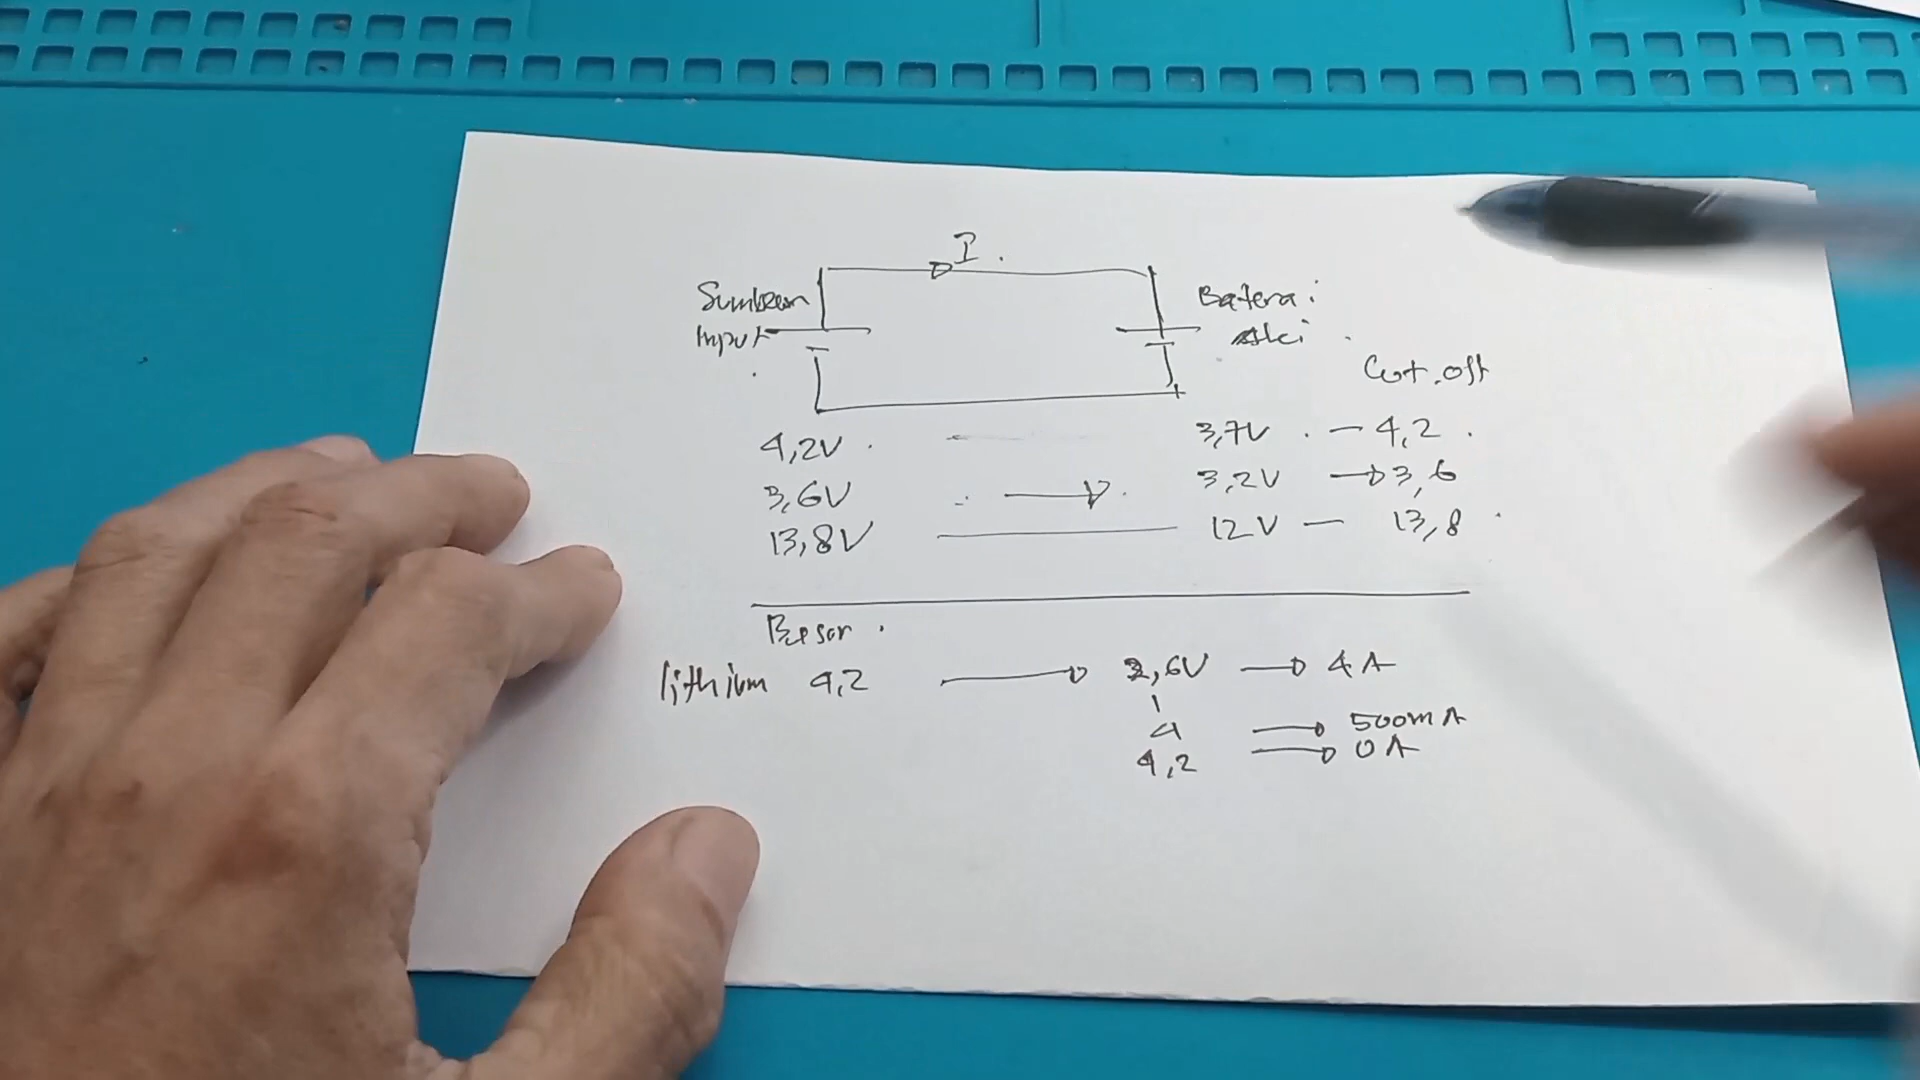 I.
Sumber Input
Baterai Aki
Cut.off
4,2V 3,7V — 4,2
3,6V → 3,2V → 3,6
13,8V — 12V — 13,8
Besar
lithium 4,2 → 2,6V → 4A
4 → 500mA
4,2 → 0A